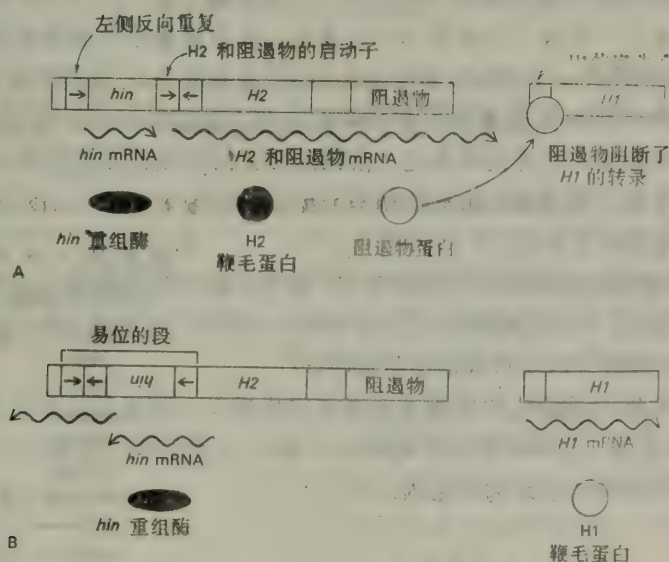 左侧反向重复
H2 和阻遏物的启动子
hin
H2
阻遏物
H1
hin mRNA
H2 和阻遏物 mRNA
阻遏物阻断了
H1 的转录
hin 重组酶
H2
鞭毛蛋白
阻遏物蛋白
A
易位的段
hin
H2
阻遏物
H1
hin mRNA
H1 mRNA
hin 重组酶
H1
鞭毛蛋白
B